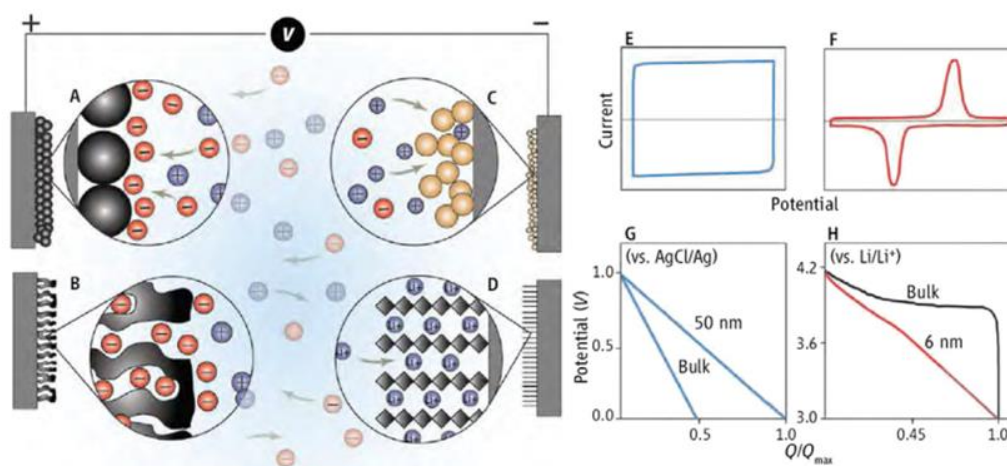 +
V
−
A
C
B
D
E
F
Current
Potential
G
(vs. AgCl/Ag)
1.0
0.5
0.0
50 nm
Bulk
Potential (V)
0.5
1.0
H
(vs. Li/Li⁺)
4.2
3.6
3.0
Bulk
6 nm
0.45
1.0
Q/Qmax